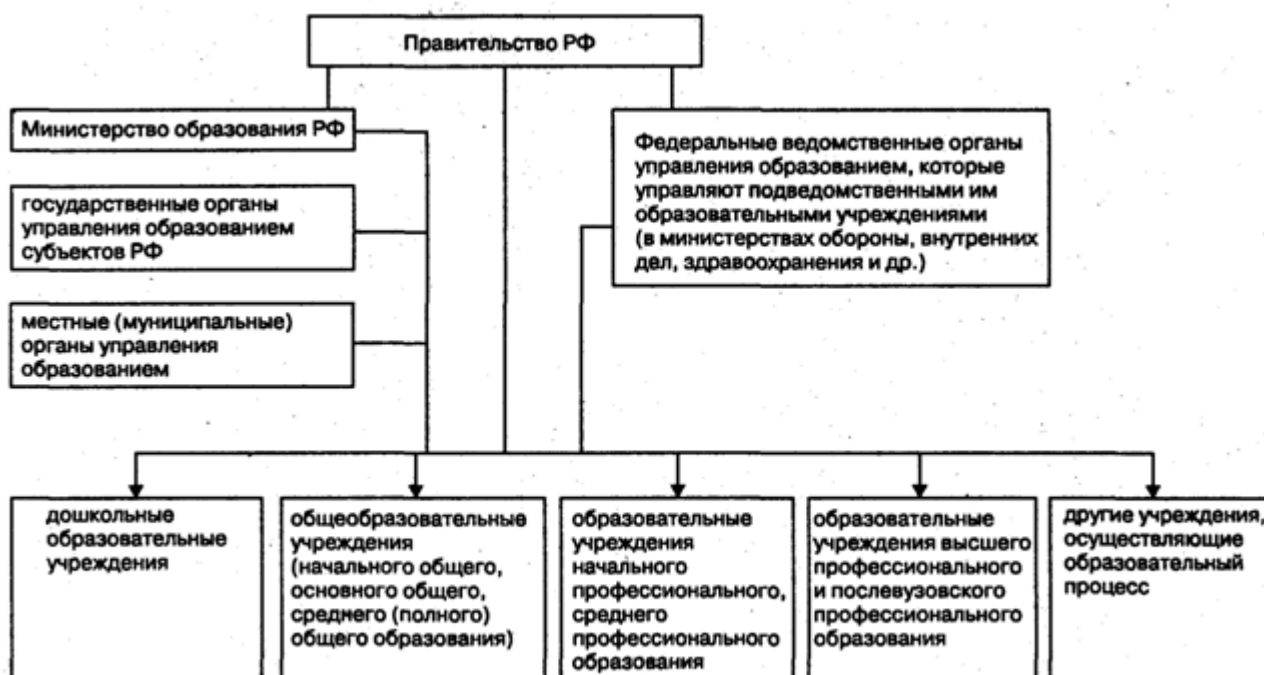 Правительство РФ
Министерство образования РФ
Федеральные ведомственные органы
управления образованием, которые
управляют подведомственными им
образовательными учреждениями
(в министерствах обороны, внутренних
дел, здравоохранения и др.)
государственные органы
управления образованием
субъектов РФ
местные (муниципальные)
органы управления
образованием
дошкольные
образовательные
учреждения
общеобразовательные
учреждения
(начального общего,
основного общего,
среднего (полного)
общего образования)
образовательные
учреждения
начального
профессионального,
среднего
профессионального
образования
образовательные
учреждения высшего
профессионального
и послевузовского
профессионального
образования
другие учреждения,
осуществляющие
образовательный
процесс